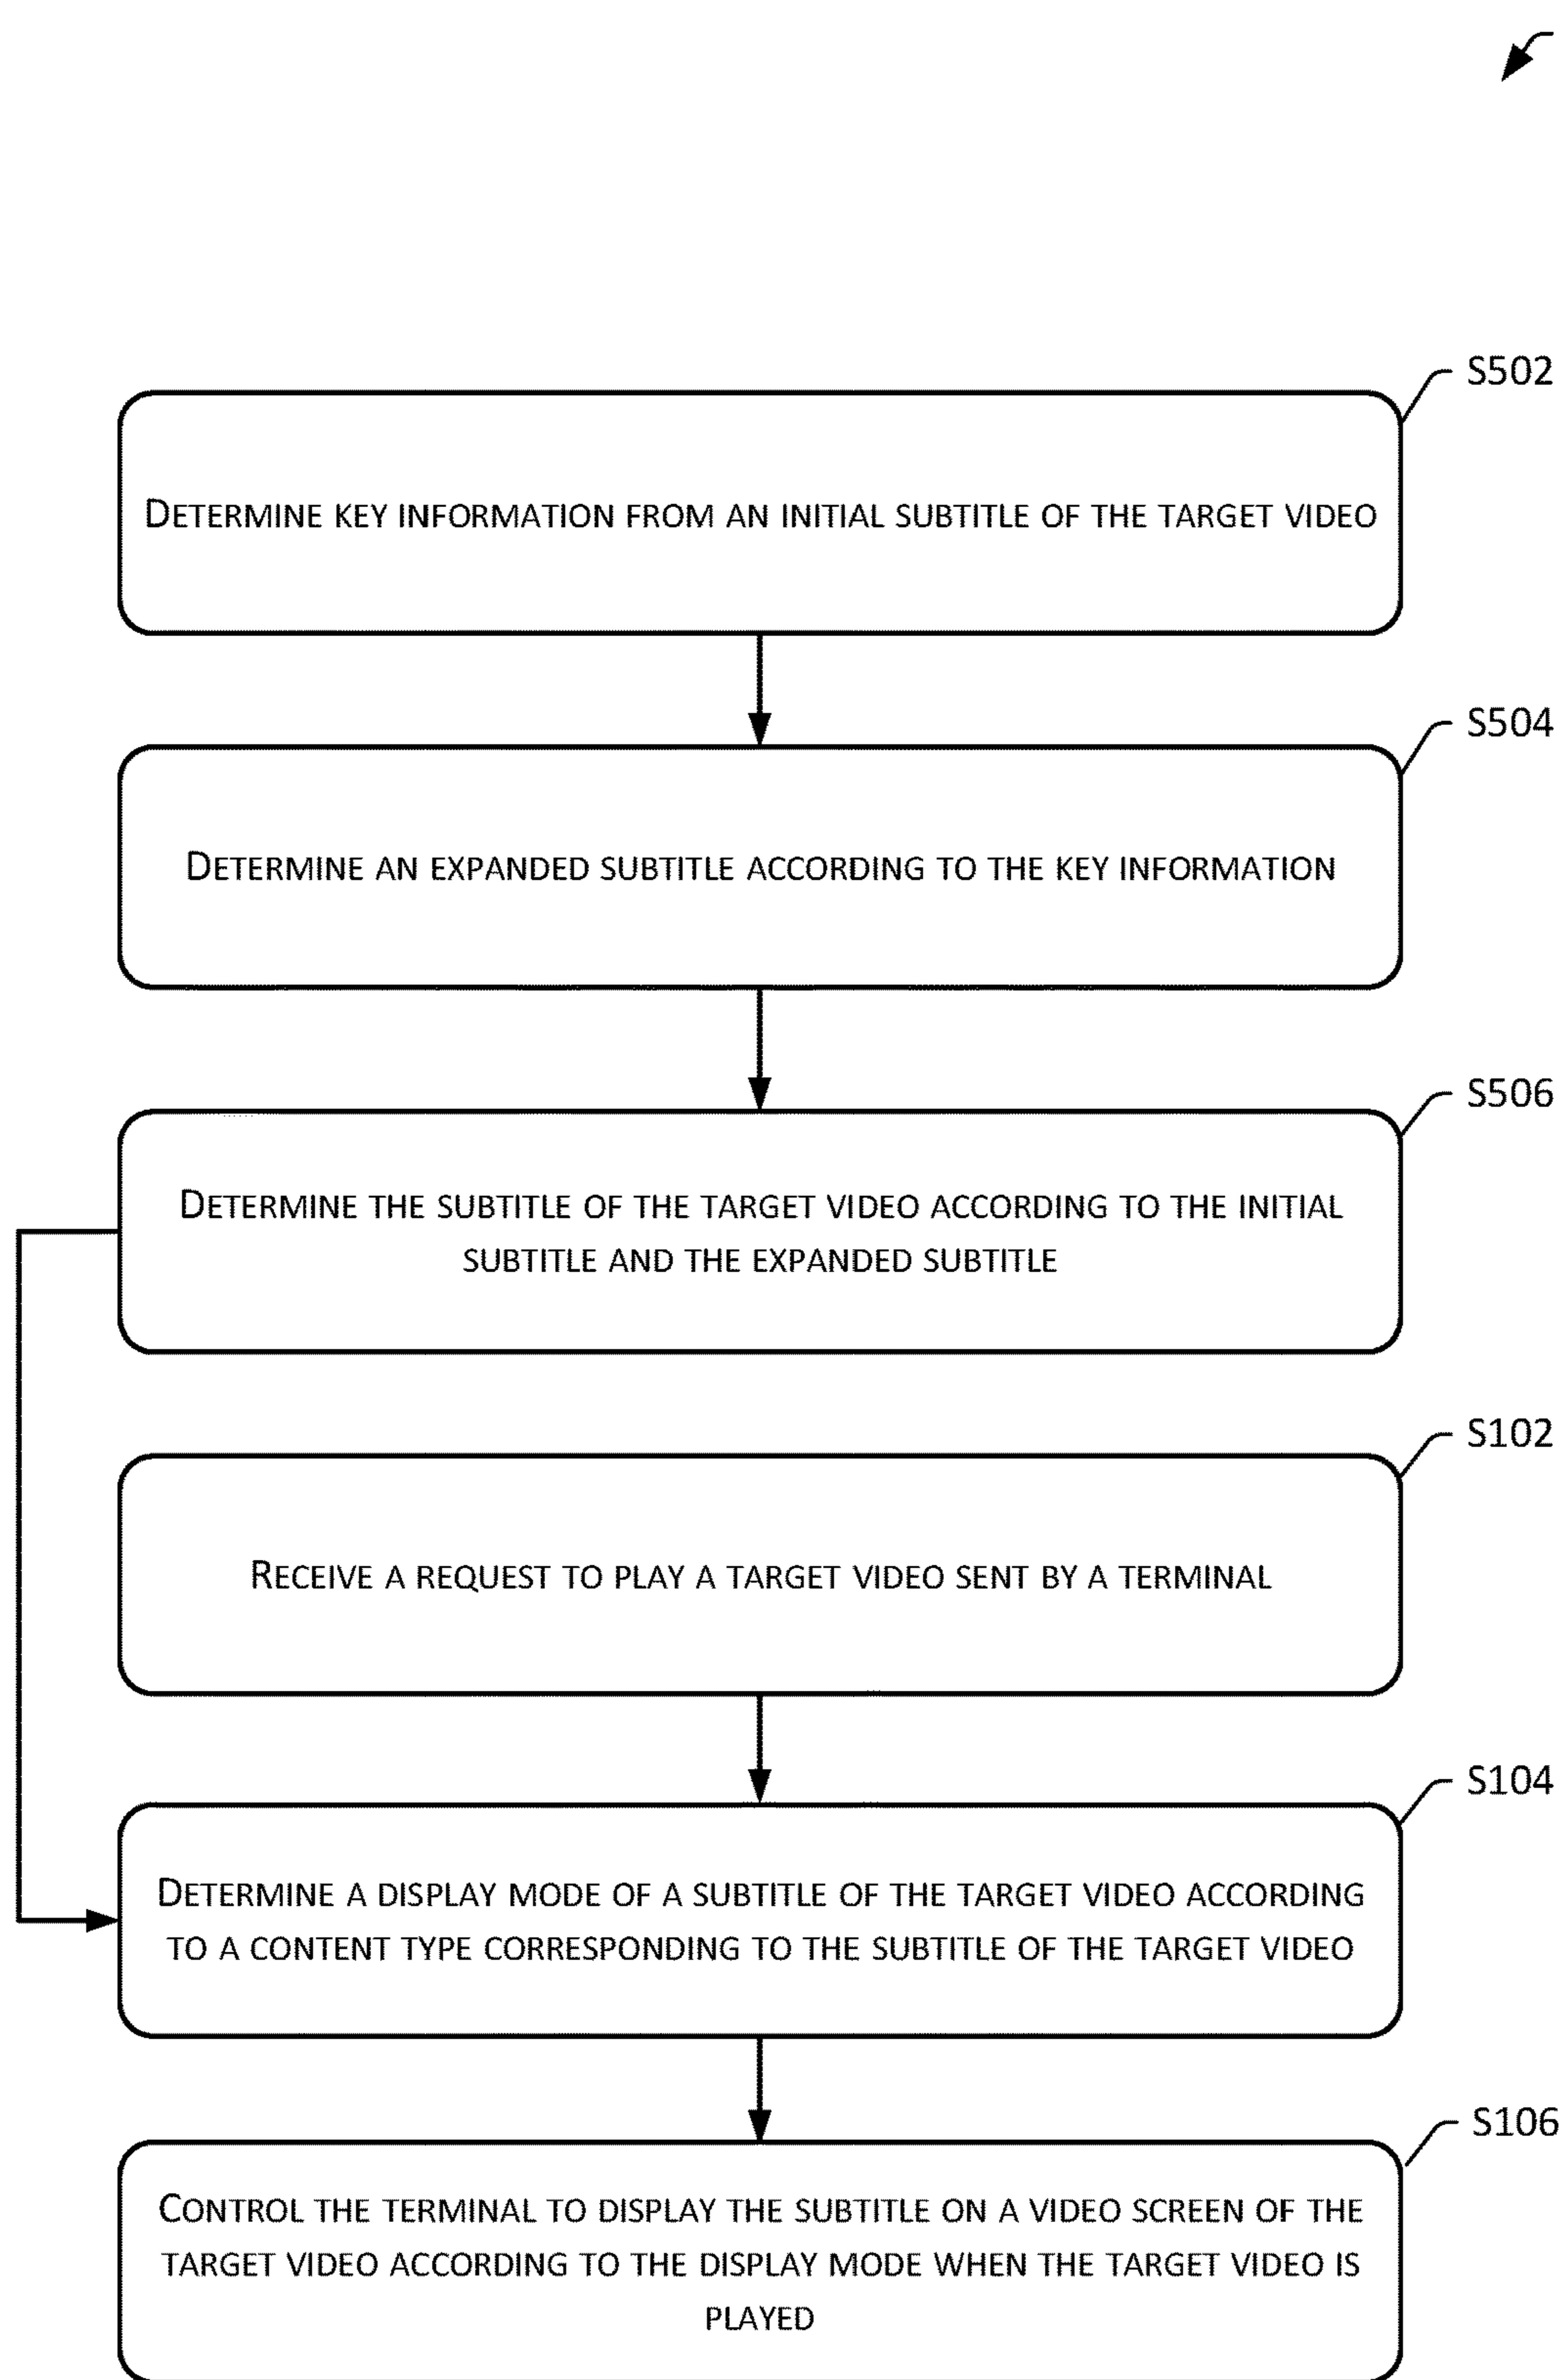 S502
DETERMINE KEY INFORMATION FROM AN INITIAL SUBTITLE OF THE TARGET VIDEO
S504
DETERMINE AN EXPANDED SUBTITLE ACCORDING TO THE KEY INFORMATION
S506
DETERMINE THE SUBTITLE OF THE TARGET VIDEO ACCORDING TO THE INITIAL
SUBTITLE AND THE EXPANDED SUBTITLE
S102
RECEIVE A REQUEST TO PLAY A TARGET VIDEO SENT BY A TERMINAL
S104
DETERMINE A DISPLAY MODE OF A SUBTITLE OF THE TARGET VIDEO ACCORDING
TO A CONTENT TYPE CORRESPONDING TO THE SUBTITLE OF THE TARGET VIDEO
S106
CONTROL THE TERMINAL TO DISPLAY THE SUBTITLE ON A VIDEO SCREEN OF THE
TARGET VIDEO ACCORDING TO THE DISPLAY MODE WHEN THE TARGET VIDEO IS
PLAYED